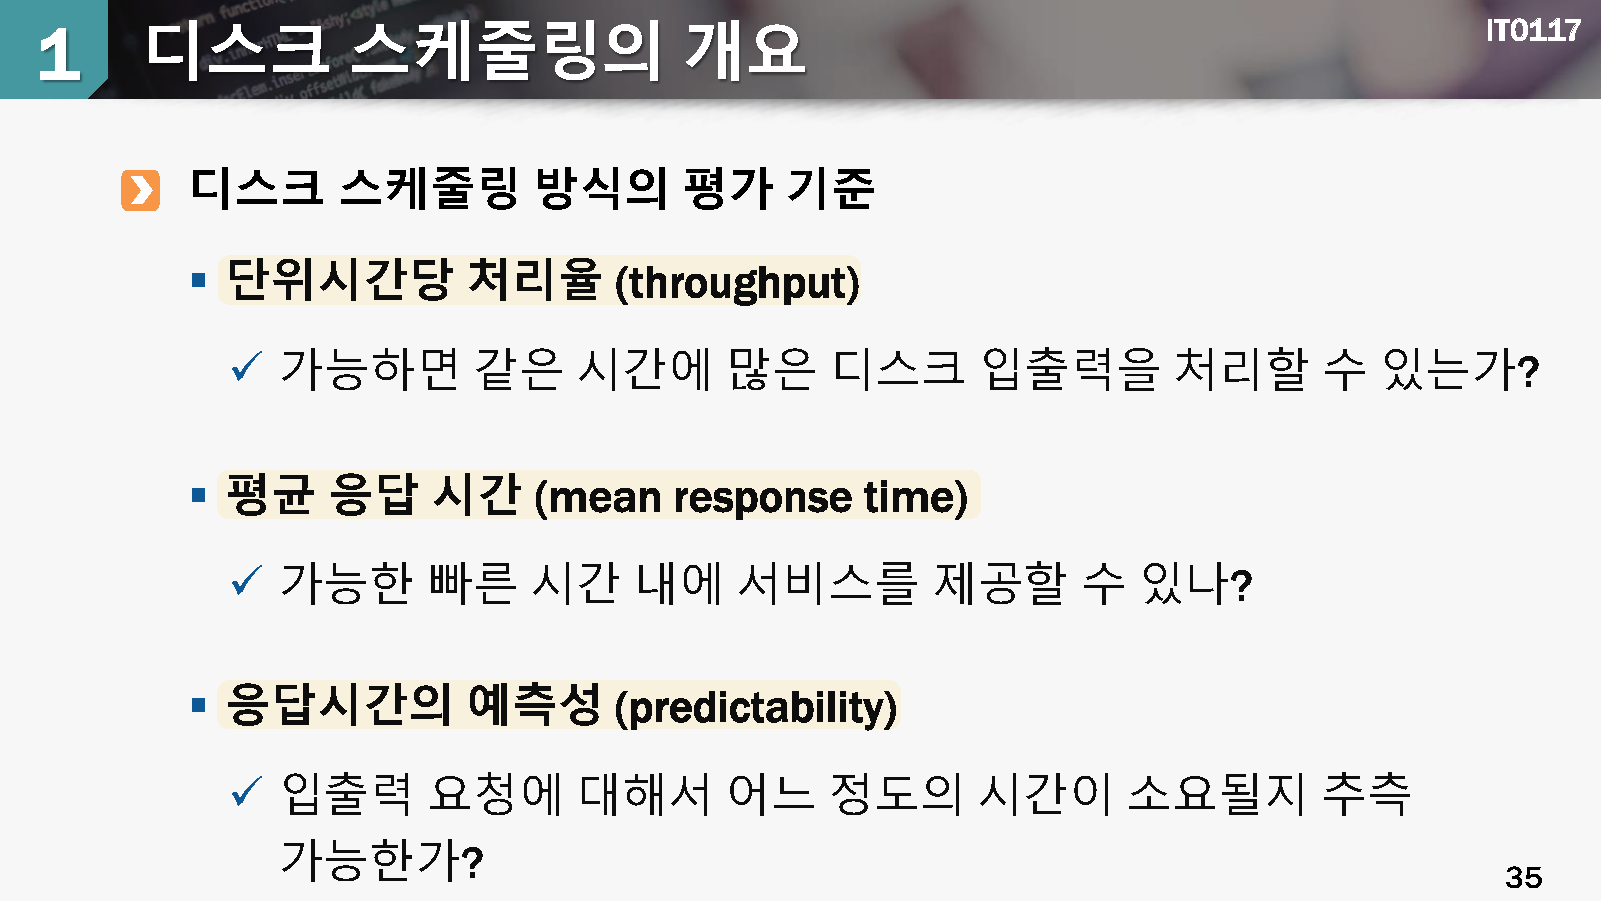 1 디스크 스케줄링의 개요
IT0117
디스크 스케줄링 방식의 평가 기준
단위시간당 처리율 (throughput)
가능하면 같은 시간에 많은 디스크 입출력을 처리할 수 있는가?
평균 응답 시간 (mean response time)
가능한 빠른 시간 내에 서비스를 제공할 수 있나?
응답시간의 예측성 (predictability)
입출력 요청에 대해서 어느 정도의 시간이 소요될지 추측
가능한가?
35